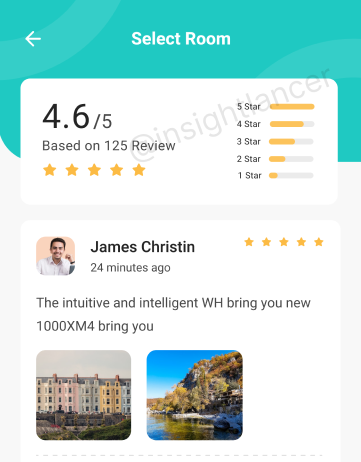 Select Room
4.6/5
Based on 125 Review
5 Star
4 Star
3 Star
2 Star
1 Star
@insightlancer
James Christin
24 minutes ago
The intuitive and intelligent WH bring you new
1000XM4 bring you